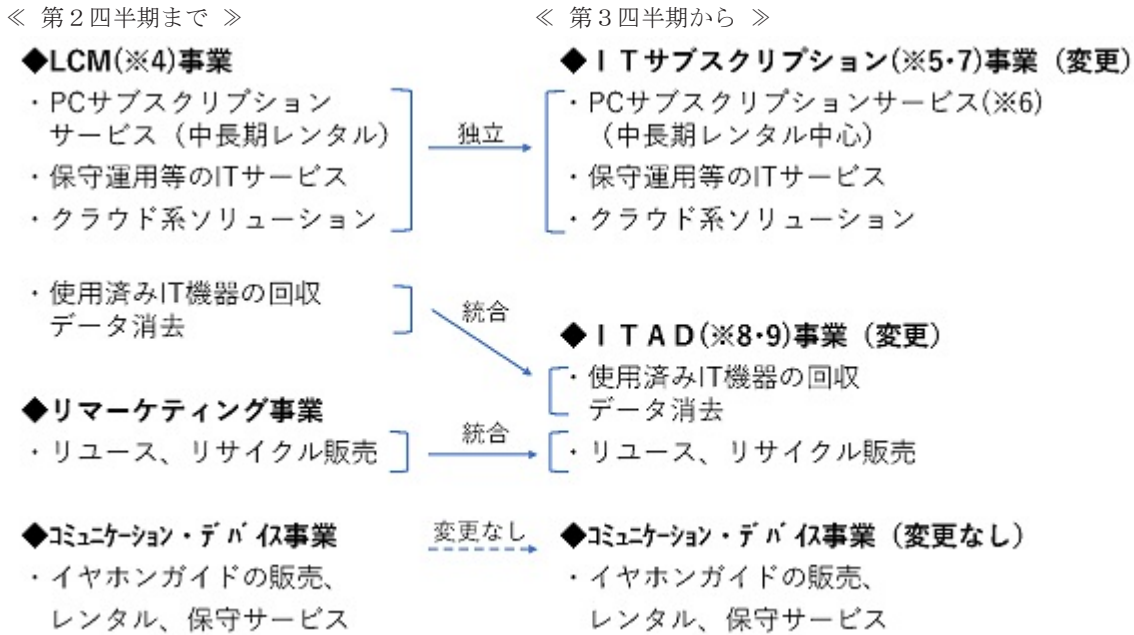 ≪ 第２四半期まで ≫
≪ 第３四半期から ≫
◆LCM(※4)事業
・PCサブスクリプション
サービス（中長期レンタル）
・保守運用等のITサービス
・クラウド系ソリューション
独立
◆ＩＴサブスクリプション(※5・7)事業（変更）
・PCサブスクリプションサービス(※6)
（中長期レンタル中心）
・保守運用等のITサービス
・クラウド系ソリューション
・使用済みIT機器の回収
データ消去
統合
◆リマーケティング事業
・リユース、リサイクル販売
統合
◆ＩＴＡＤ(※8・9)事業（変更）
・使用済みIT機器の回収
データ消去
・リユース、リサイクル販売
◆ｺﾐｭﾆｹｰｼｮﾝ・ﾃﾞﾊﾞｲｽ事業
・イヤホンガイドの販売、
レンタル、保守サービス
変更なし
◆ｺﾐｭﾆｹｰｼｮﾝ・ﾃﾞﾊﾞｲｽ事業（変更なし）
・イヤホンガイドの販売、
レンタル、保守サービス